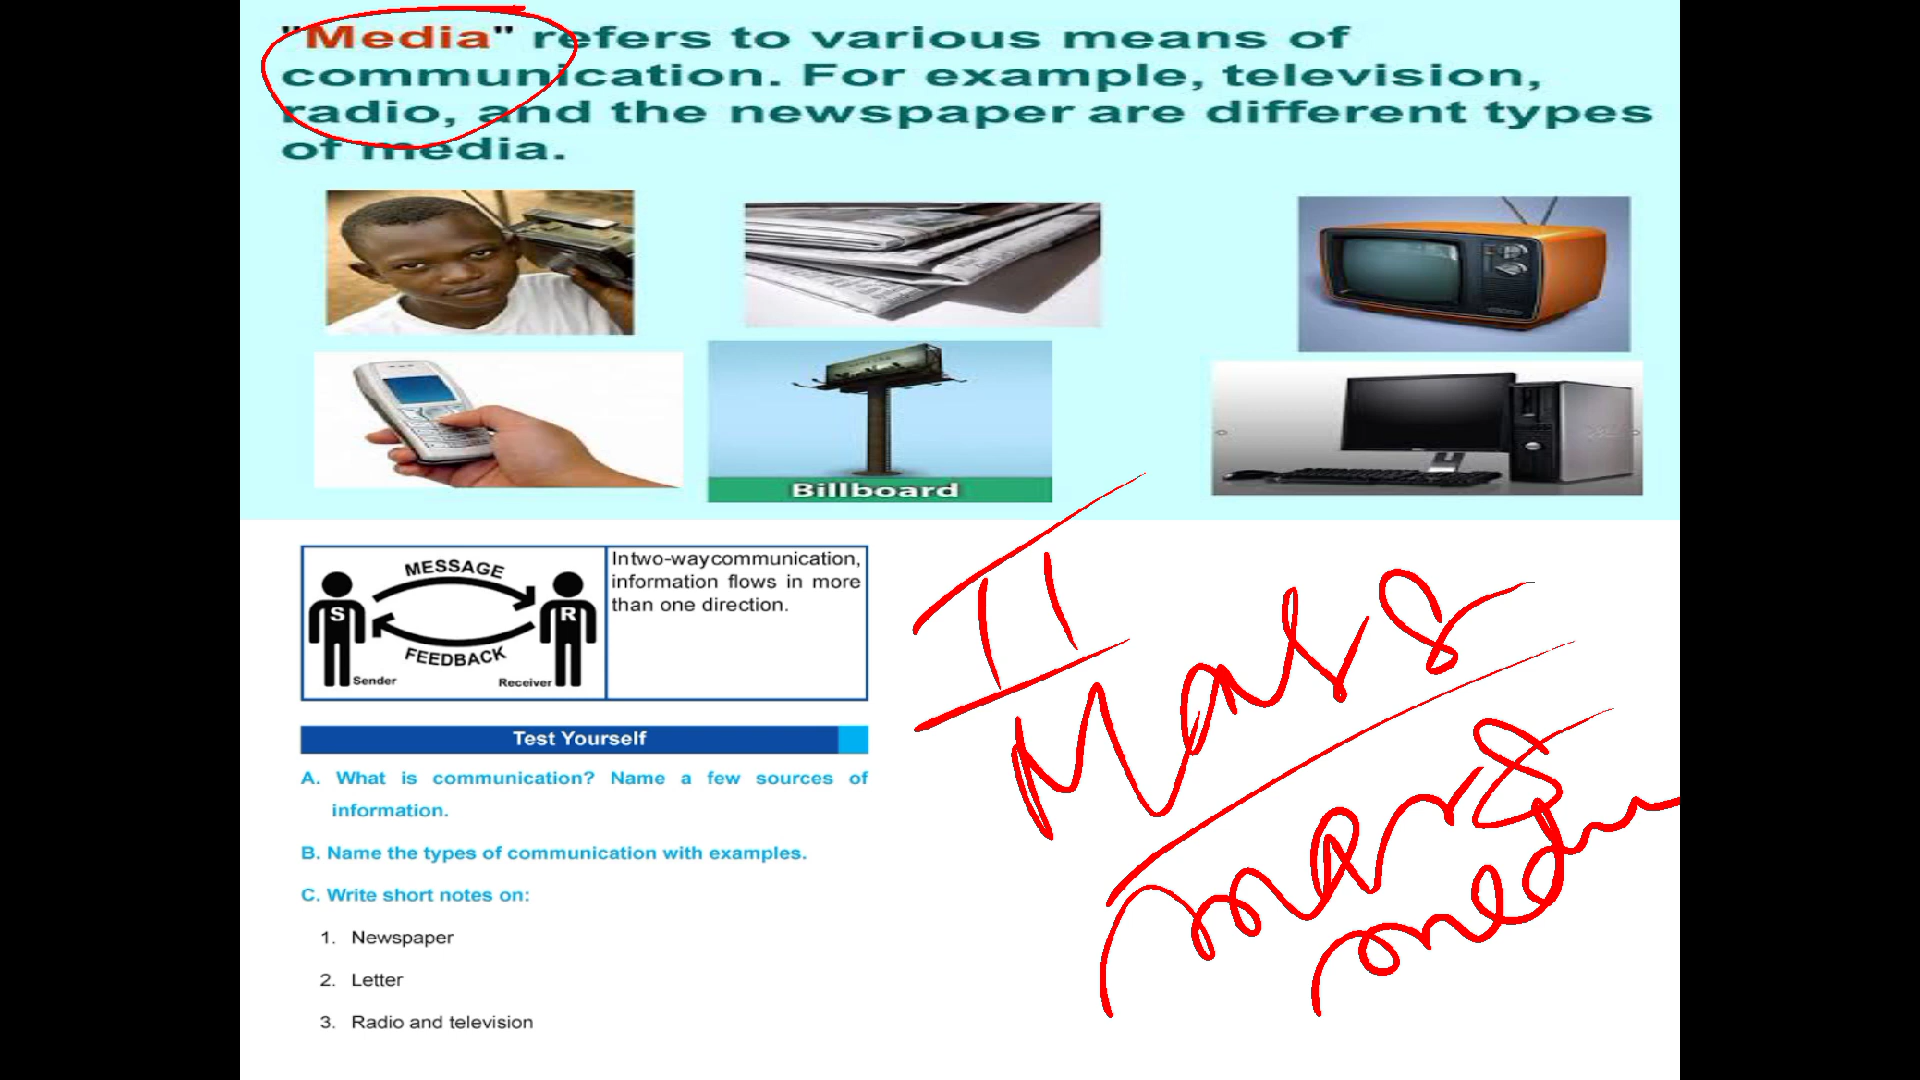 "Media" refers to various means of
communication. For example, television,
radio, and the newspaper are different types
of media.
Billboard
MESSAGE
S
R
FEEDBACK
Sender
Receiver
In two-way communication,
information flows in more
than one direction.
Test Yourself
A. What is communication? Name a few sources of
information.
B. Name the types of communication with examples.
C. Write short notes on:
1. Newspaper
2. Letter
3. Radio and television
II
Mass